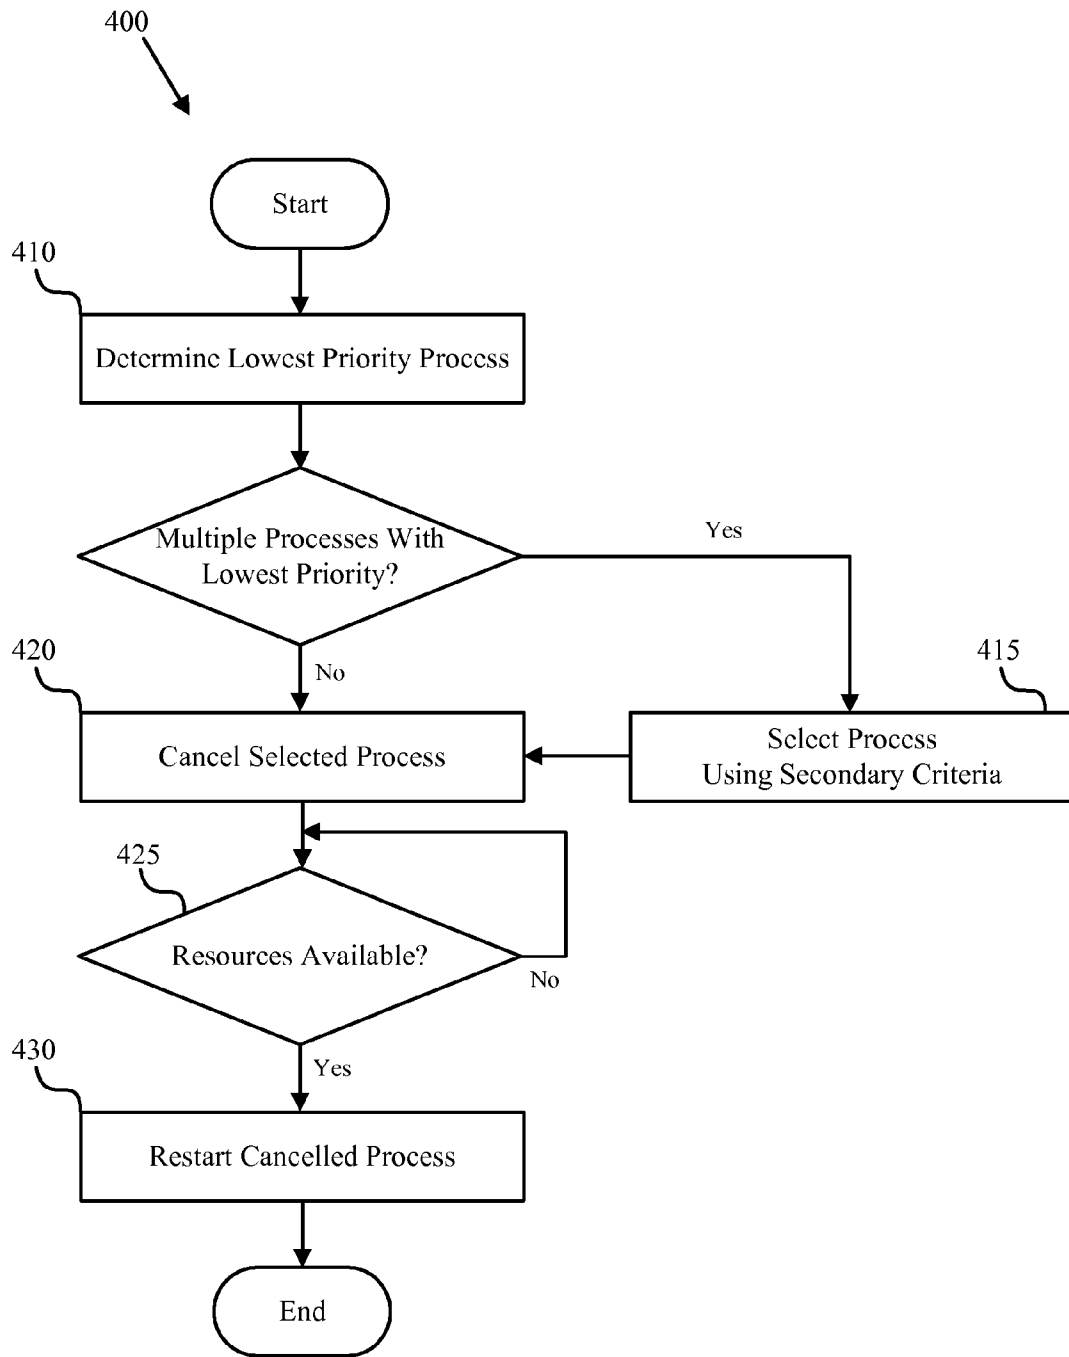 400
Start
410
Determine Lowest Priority Process
Multiple Processes With
Lowest Priority?
Yes
No
420
Cancel Selected Process
415
Select Process
Using Secondary Criteria
425
Resources Available?
No
Yes
430
Restart Cancelled Process
End